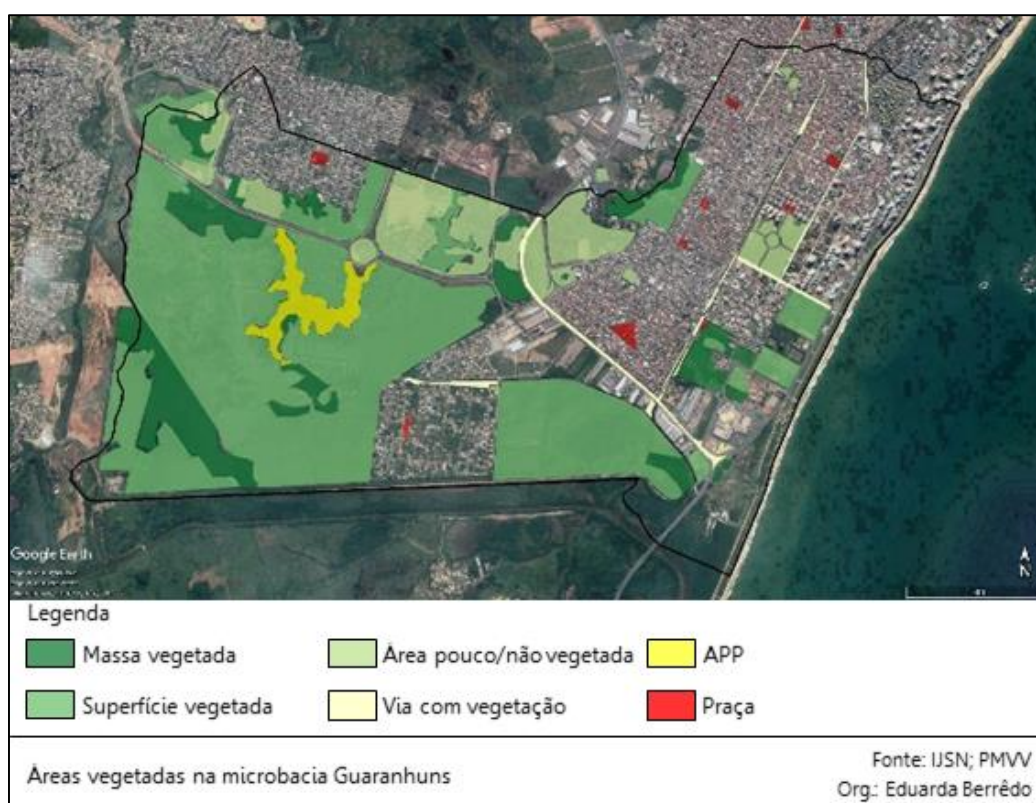 Google Earth
N
Legenda
Massa vegetada
Área pouco/não vegetada
APP
Superfície vegetada
Via com vegetação
Praça
Áreas vegetadas na microbacia Guaranhuns
Fonte: IJSN; PMVV
Org.: Eduarda Berrêdo